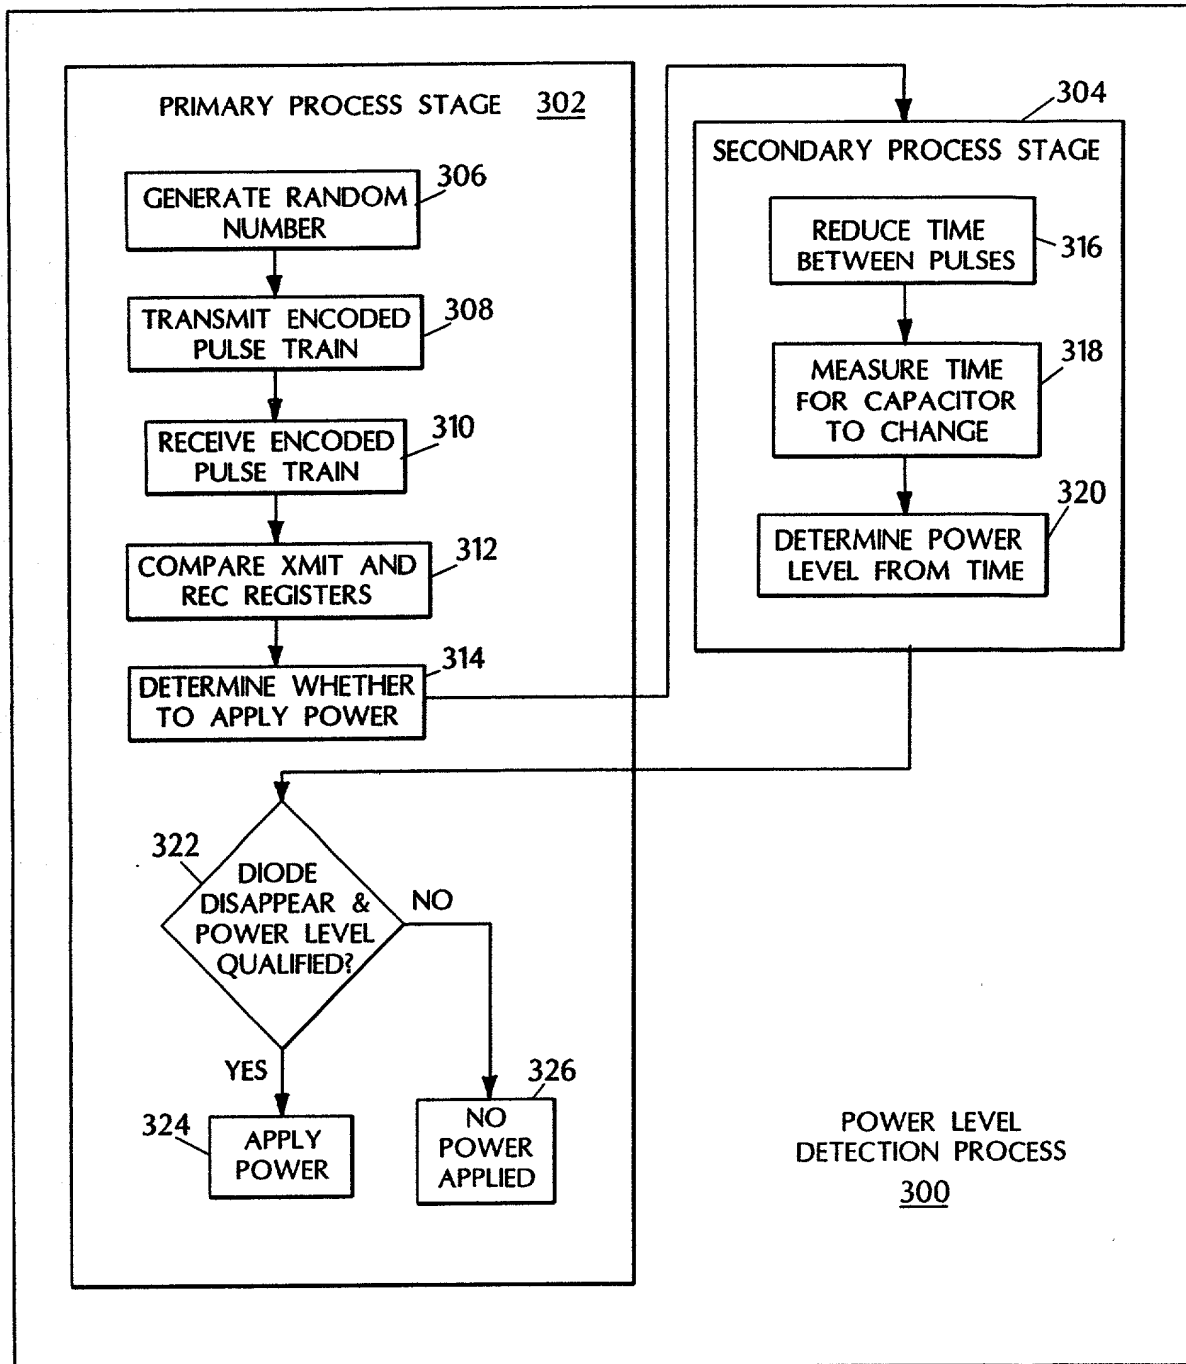 PRIMARY PROCESS STAGE 302
GENERATE RANDOM
NUMBER
306
TRANSMIT ENCODED
PULSE TRAIN
308
RECEIVE ENCODED
PULSE TRAIN
310
COMPARE XMIT AND
REC REGISTERS
312
DETERMINE WHETHER
TO APPLY POWER
314
304
SECONDARY PROCESS STAGE
REDUCE TIME
BETWEEN PULSES
316
MEASURE TIME
FOR CAPACITOR
TO CHANGE
318
DETERMINE POWER
LEVEL FROM TIME
320
322
DIODE
DISAPPEAR &
POWER LEVEL
QUALIFIED?
NO
YES
324
APPLY
POWER
326
NO
POWER
APPLIED
POWER LEVEL
DETECTION PROCESS
300